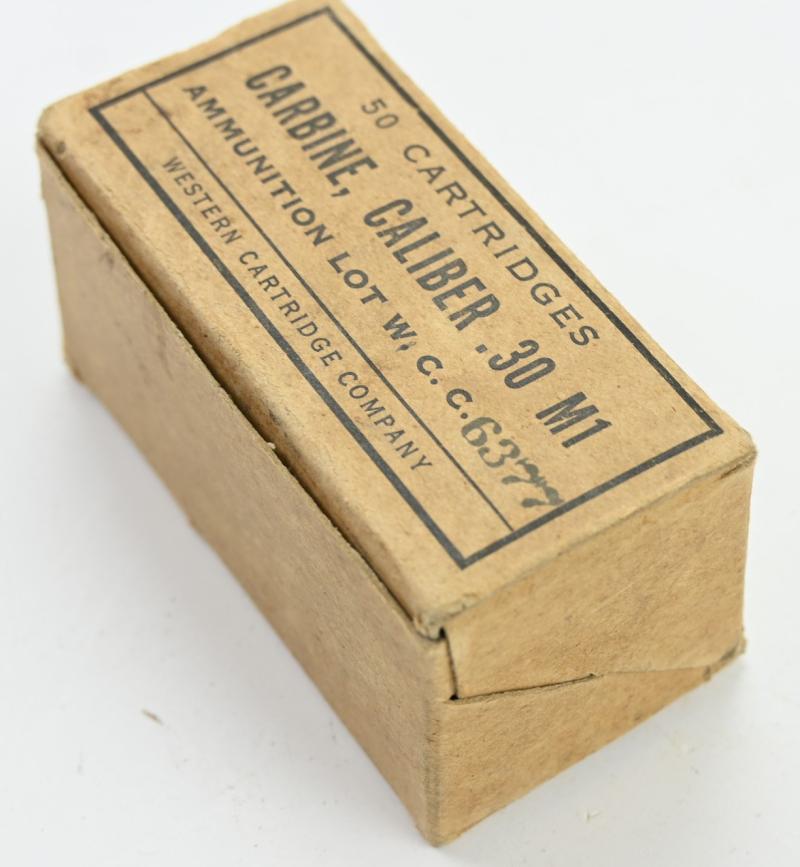 50 CARTRIDGES
CARBINE, CALIBER .30 M1
AMMUNITION LOT W. C. C. 6377
WESTERN CARTRIDGE COMPANY